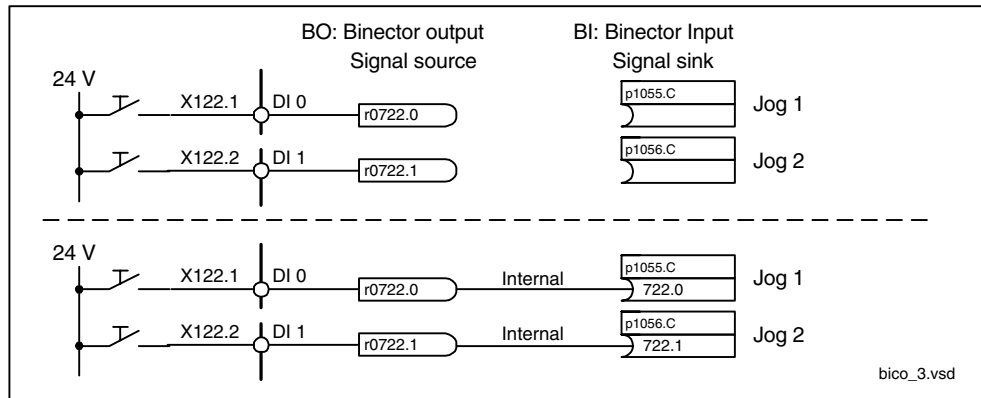 BO: Binector output BI: Binector Input
Signal source Signal sink
24 V
X122.1 DI 0 r0722.0 p1055.C Jog 1
X122.2 DI 1 r0722.1 p1056.C Jog 2
24 V
X122.1 DI 0 r0722.0 Internal p1055.C 722.0 Jog 1
X122.2 DI 1 r0722.1 Internal p1056.C 722.1 Jog 2
bico_3.vsd